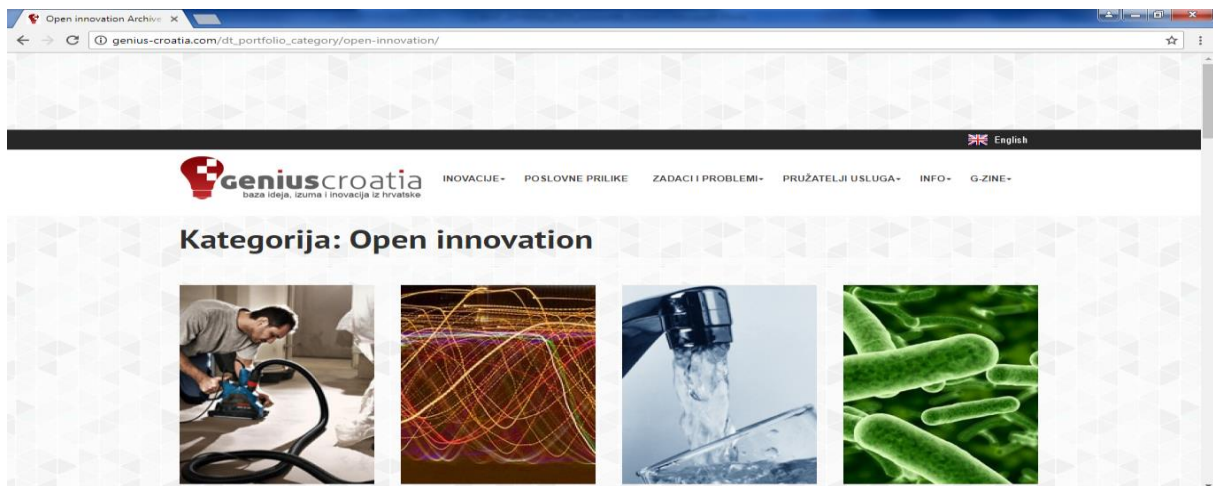 Open innovation Archive
genius-croatia.com/dt_portfolio_category/open-innovation/
English
Geniuscroatia
baza ideja, izuma i inovacija iz hrvatske
INOVACIJE
POSLOVNE PRILIKE
ZADACI I PROBLEMI
PRUŽATELJI USLUGA
INFO
G-ZINE
Kategorija: Open innovation